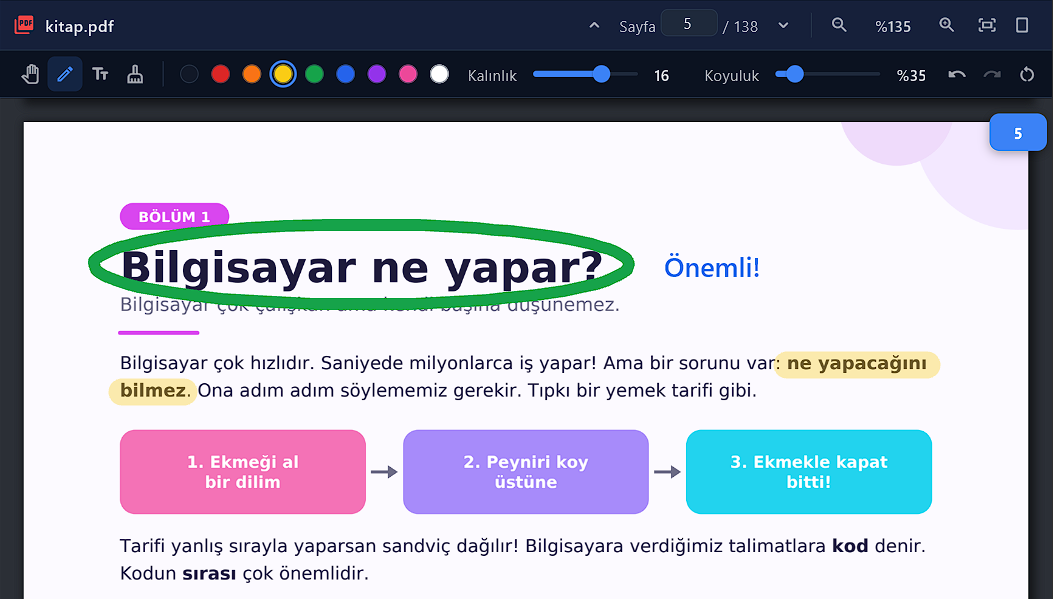 kitap.pdf
Sayfa 5 / 138 %135
Kalınlık 16 Koyuluk %35
5
BÖLÜM 1
Bilgisayar ne yapar? Önemli!
Bilgisayar çok çalışkan ama kendi başına düşünemez.
Bilgisayar çok hızlıdır. Saniyede milyonlarca iş yapar! Ama bir sorunu var: ne yapacağını
bilmez. Ona adım adım söylememiz gerekir. Tıpkı bir yemek tarifi gibi.
1. Ekmeği al
bir dilim
2. Peyniri koy
üstüne
3. Ekmekle kapat
bitti!
Tarifi yanlış sırayla yaparsan sandviç dağılır! Bilgisayara verdiğimiz talimatlara kod denir.
Kodun sırası çok önemlidir.